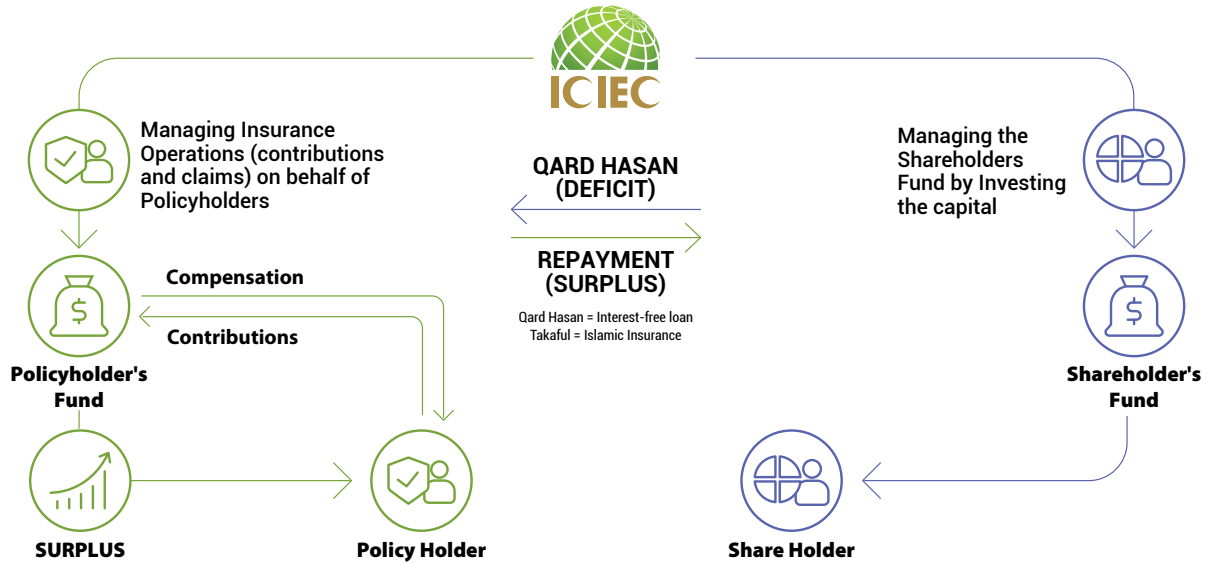 ICIEC
Managing Insurance
Operations (contributions
and claims) on behalf of
Policyholders
QARD HASAN
(DEFICIT)
REPAYMENT
(SURPLUS)
Qard Hasan = Interest-free loan
Takaful = Islamic Insurance
Managing the
Shareholders
Fund by Investing
the capital
$
Compensation
Contributions
Policyholder's
Fund
$
Shareholder's
Fund
SURPLUS
Policy Holder
Share Holder